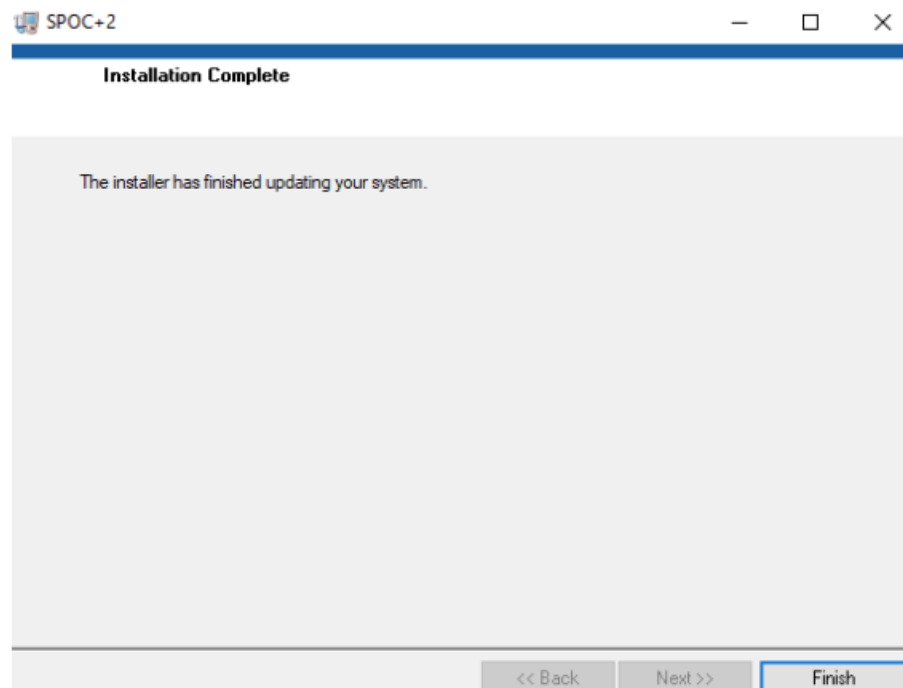 SPOC+2
Installation Complete
The installer has finished updating your system.
<< Back Next >> Finish